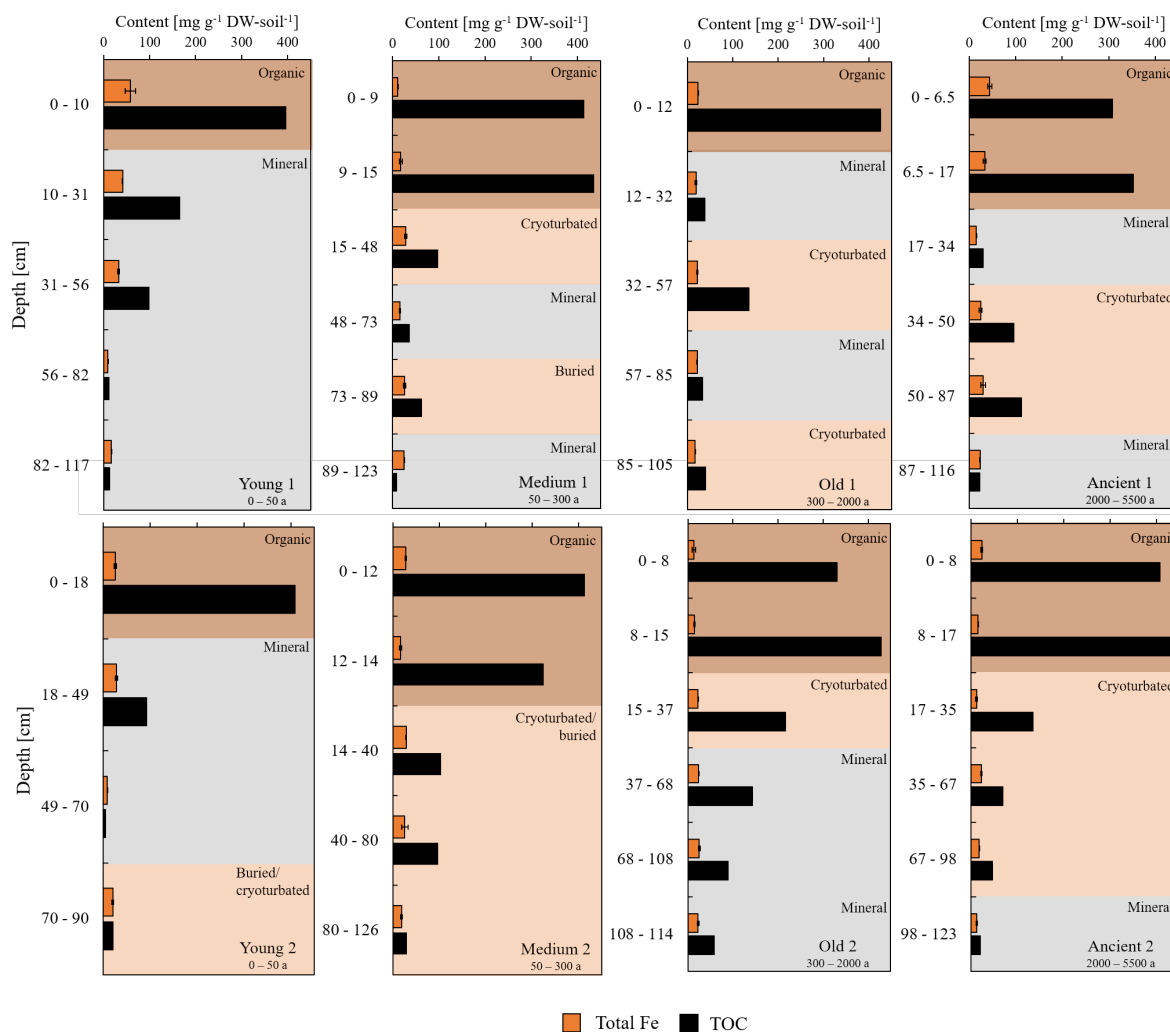 Content [mg g⁻¹ DW-soil⁻¹]
0 100 200 300 400
Depth [cm]
0 - 10
Organic
10 - 31
Mineral
31 - 56
56 - 82
82 - 117
Young 1
0 – 50 a
Content [mg g⁻¹ DW-soil⁻¹]
0 100 200 300 400
0 - 9
Organic
9 - 15
15 - 48
Cryoturbated
48 - 73
Mineral
73 - 89
Buried
89 - 123
Mineral
Medium 1
50 – 300 a
Content [mg g⁻¹ DW-soil⁻¹]
0 100 200 300 400
0 - 12
Organic
12 - 32
Mineral
32 - 57
Cryoturbated
57 - 85
Mineral
85 - 105
Cryoturbated
Old 1
300 – 2000 a
Content [mg g⁻¹ DW-soil⁻¹]
0 100 200 300 400
0 - 6.5
Organic
6.5 - 17
17 - 34
Mineral
34 - 50
Cryoturbated
50 - 87
87 - 116
Mineral
Ancient 1
2000 – 5500 a
Depth [cm]
0 - 18
Organic
18 - 49
Mineral
49 - 70
70 - 90
Buried/
cryoturbated
Young 2
0 – 50 a
0 - 12
Organic
12 - 14
14 - 40
Cryoturbated/
buried
40 - 80
80 - 126
Medium 2
50 – 300 a
0 - 8
Organic
8 - 15
15 - 37
Cryoturbated
37 - 68
Mineral
68 - 108
108 - 114
Mineral
Old 2
300 – 2000 a
0 - 8
Organic
8 - 17
17 - 35
Cryoturbated
35 - 67
67 - 98
98 - 123
Mineral
Ancient 2
2000 – 5500 a
Total Fe
TOC